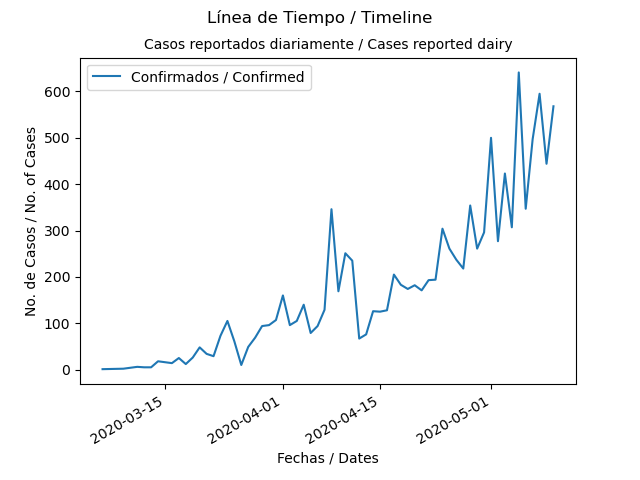 Línea de Tiempo / Timeline
Casos reportados diariamente / Cases reported dairy
Confirmados / Confirmed
600
500
400
300
200
100
0
No. de Casos / No. of Cases
2020-03-15
2020-04-01
2020-04-15
2020-05-01
Fechas / Dates